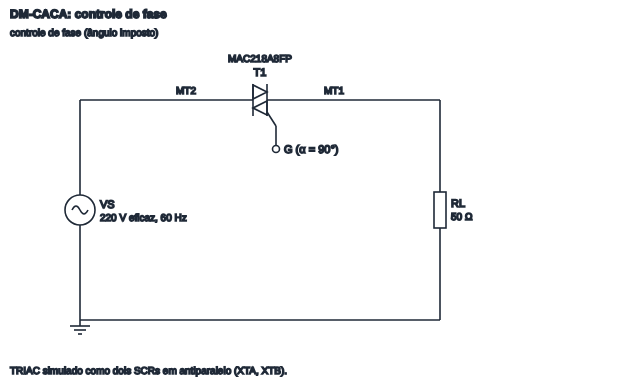 DM-CACA: controle de fase
controle de fase (ângulo imposto)
MAC218A8FP
T1
MT2
MT1
G (α = 90°)
VS
220 V eficaz, 60 Hz
RL
50 Ω
TRIAC simulado como dois SCRs em antiparalelo (XTA, XTB).